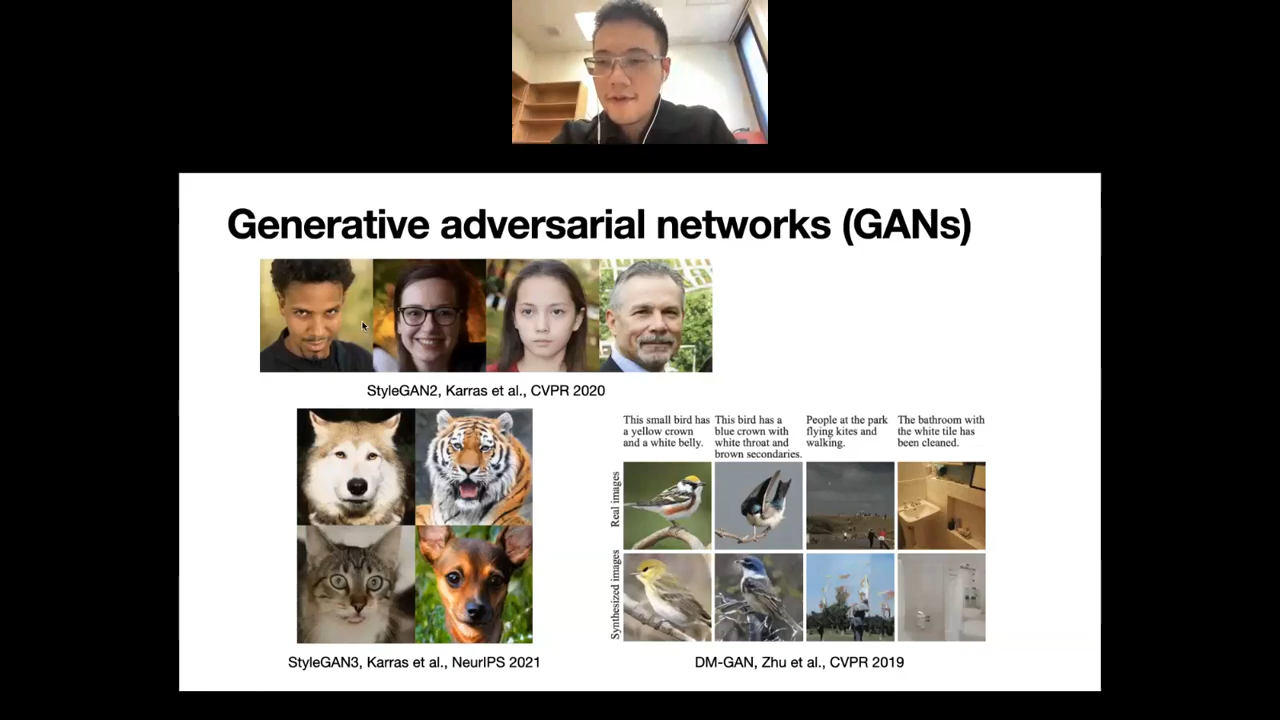 Generative adversarial networks (GANs)
StyleGAN2, Karras et al., CVPR 2020
This small bird has
a yellow crown
and a white belly.
This bird has a
blue crown with
white throat and
brown secondaries.
People at the park
flying kites and
walking.
The bathroom with
the white tile has
been cleaned.
Real images
Synthesized images
StyleGAN3, Karras et al., NeurIPS 2021
DM-GAN, Zhu et al., CVPR 2019